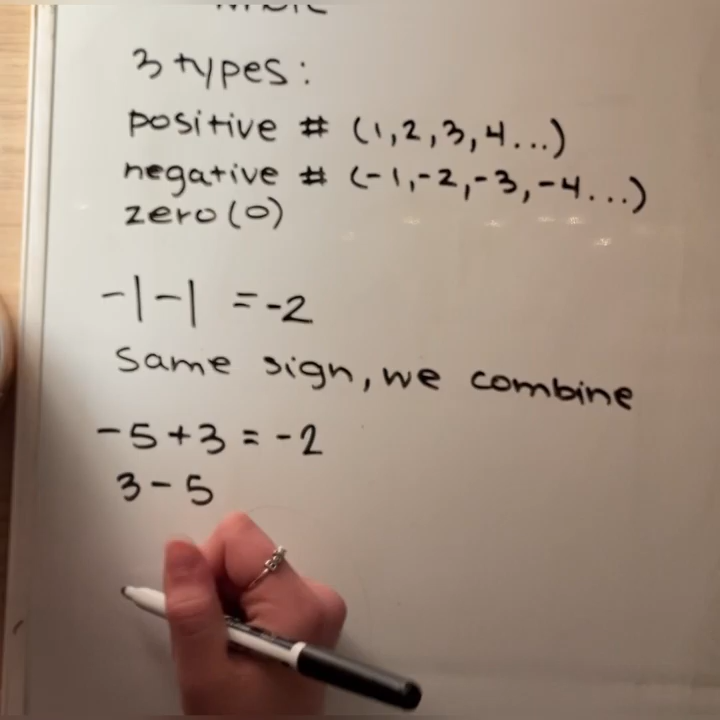 3 types:
positive # (1,2,3,4...)
negative # (-1,-2,-3,-4...)
zero(0)
-1-1 =-2
Same sign, we combine
-5+3 = -2
3-5